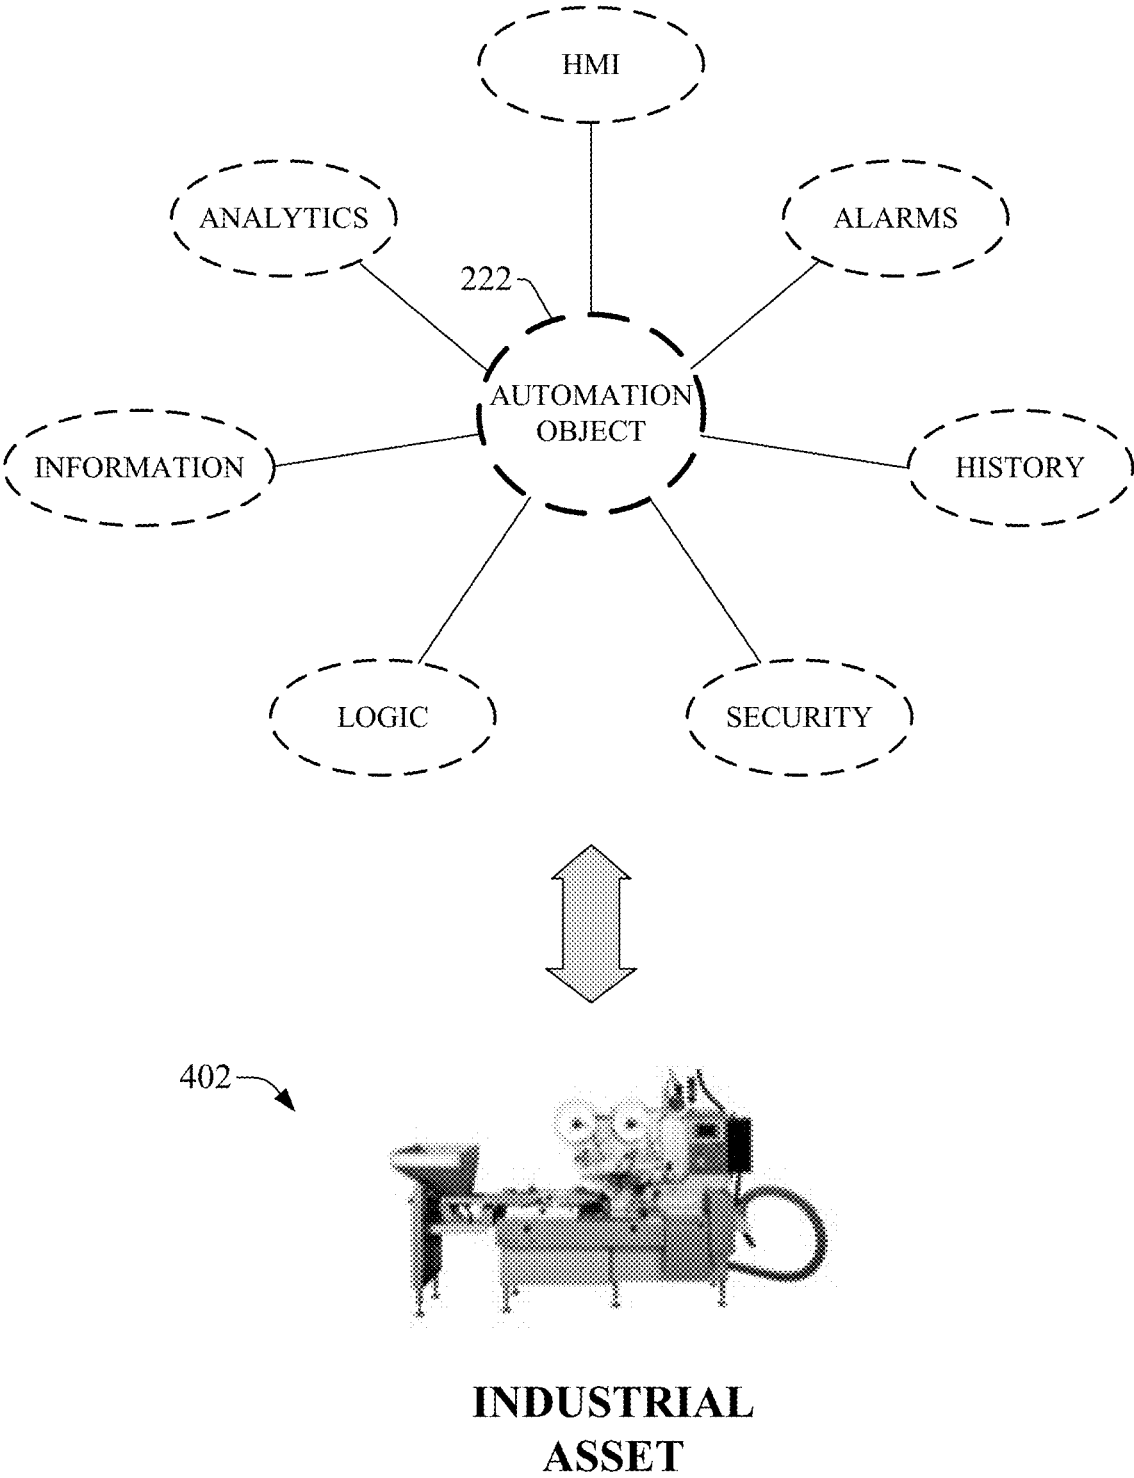 HMI
ANALYTICS
ALARMS
222
AUTOMATION
OBJECT
INFORMATION
HISTORY
LOGIC
SECURITY
402
INDUSTRIAL
ASSET